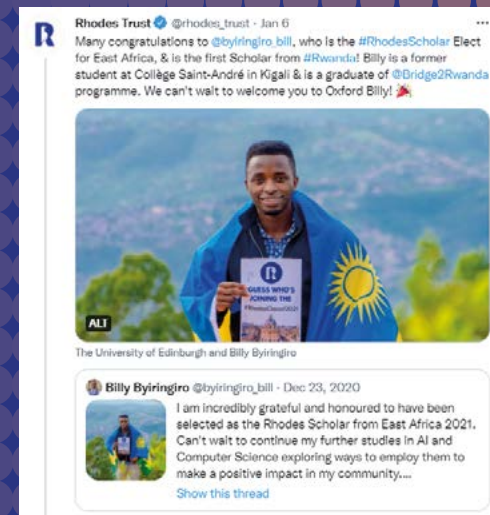 R
Rhodes Trust @rhodes_trust · Jan 6
Many congratulations to @byiringiro_bill, who is the #RhodesScholar Elect
for East Africa, & is the first Scholar from #Rwanda! Billy is a former
student at Collège Saint-André in Kigali & is a graduate of @Bridge2Rwanda
programme. We can't wait to welcome you to Oxford Billy! 🎉
R
GUESS WHO'S
JOINING THE
#RhodesClassof2021
ALT
The University of Edinburgh and Billy Byiringiro
Billy Byiringiro @byiringiro_bill · Dec 23, 2020
I am incredibly grateful and honoured to have been
selected as the Rhodes Scholar from East Africa 2021.
Can't wait to continue my further studies in AI and
Computer Science exploring ways to employ them to
make a positive impact in my community....
Show this thread